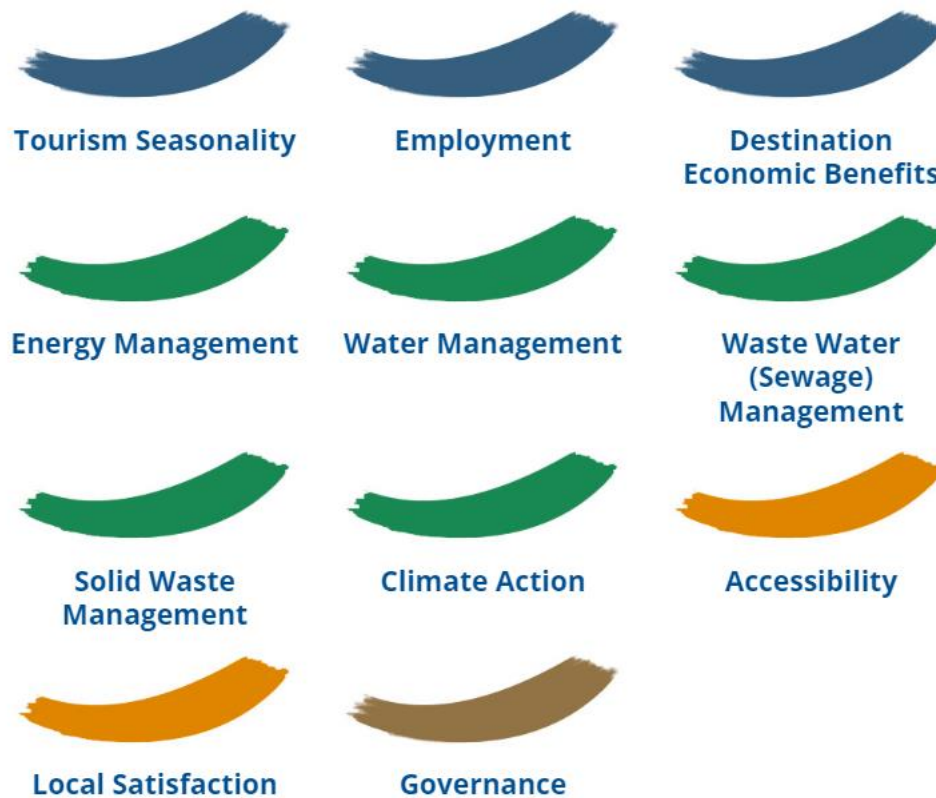 Tourism Seasonality
Employment
Destination
Economic Benefits
Energy Management
Water Management
Waste Water
(Sewage)
Management
Solid Waste
Management
Climate Action
Accessibility
Local Satisfaction
Governance